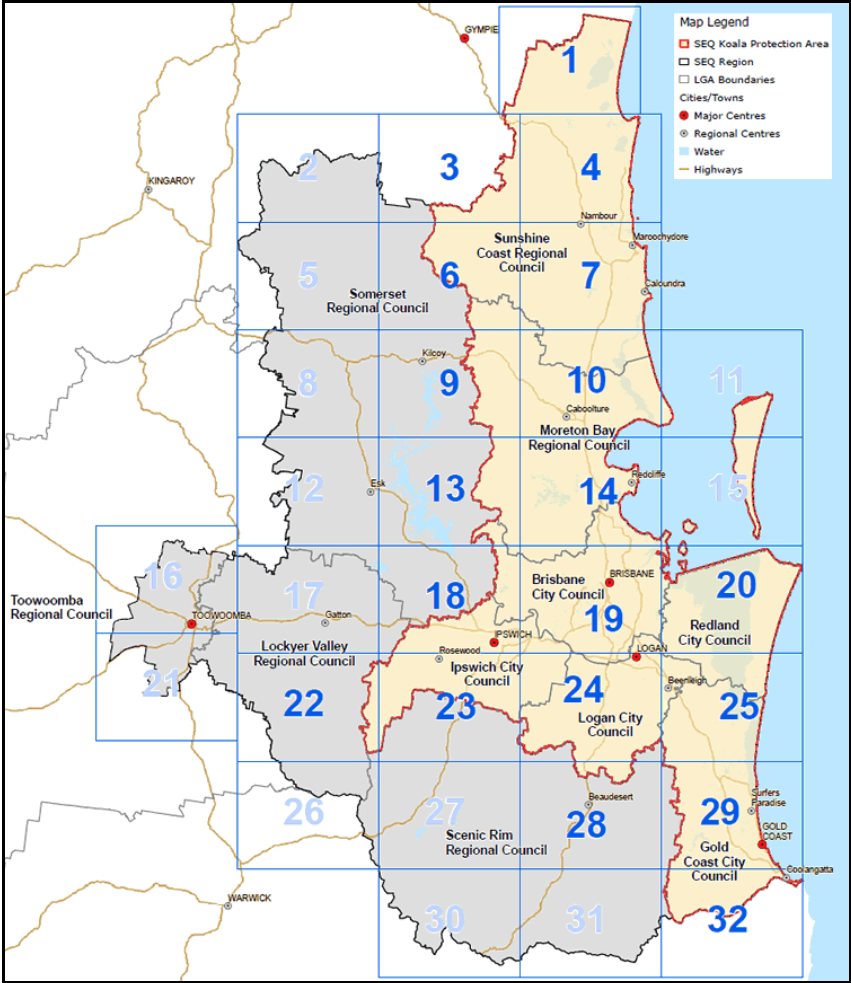 Map Legend
SEQ Koala Protection Area
SEQ Region
LGA Boundaries
Cities/Towns
Major Centres
Regional Centres
Water
Highways
GYMPIE
1
2
3
4
KINGAROY
Nambour
Sunshine
Coast Regional
Council
Maroochydore
5
6
7
Caloundra
Somerset
Regional Council
Kilcoy
8
9
10
11
Caboolture
Moreton Bay
Regional Council
Esk
Redcliffe
12
13
14
15
16
17
18
BRISBANE
Brisbane
City Council
19
20
Toowoomba
Regional Council
TOOWOOMBA
Gatton
Redland
City Council
IPSWICH
Lockyer Valley
Regional Council
Rosewood
Ipswich City
Council
LOGAN
21
22
23
24
Beenleigh
25
Logan City
Council
26
27
28
Beaudesert
29
Surfers
Paradise
GOLD
COAST
Scenic Rim
Regional Council
Gold
Coast City
Council
Coolangatta
WARWICK
30
31
32